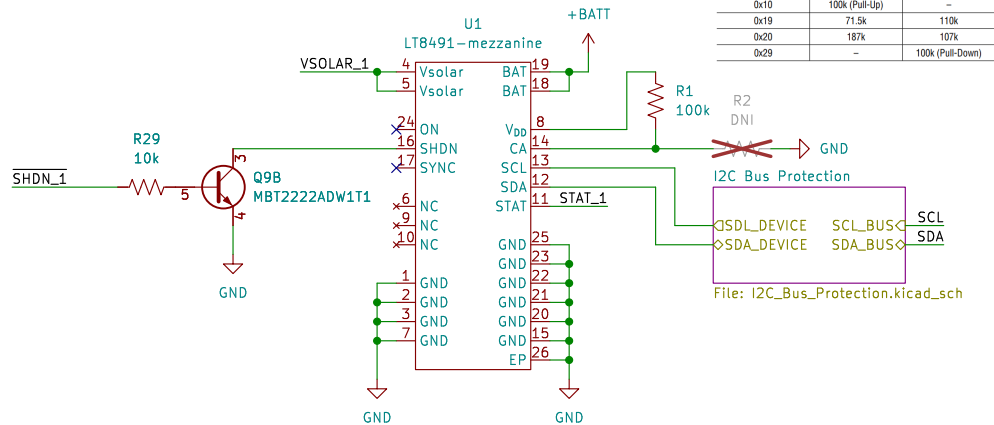 0x10 100k (Pull-Up) –
0x19 71.5k 110k
0x20 187k 107k
0x29 – 100k (Pull-Down)
+BATT
U1
LT8491-mezzanine
VSOLAR_1
4 Vsolar BAT 19
5 Vsolar BAT 18
R1
100k
R2
DNI
24 ON VDD 8
16 SHDN CA 14
GND
17 SYNC SCL 13
SDA 12
6 NC STAT 11 STAT_1
9 NC
10 NC GND 25
GND 23
1 GND GND 22
2 GND GND 21
3 GND GND 20
7 GND GND 15
EP 26
GND
GND
R29
10k
SHDN_1
3
5
4
Q9B
MBT2222ADW1T1
GND
I2C Bus Protection
SDL_DEVICE SCL_BUS SCL
SDA_DEVICE SDA_BUS SDA
File: I2C_Bus_Protection.kicad_sch